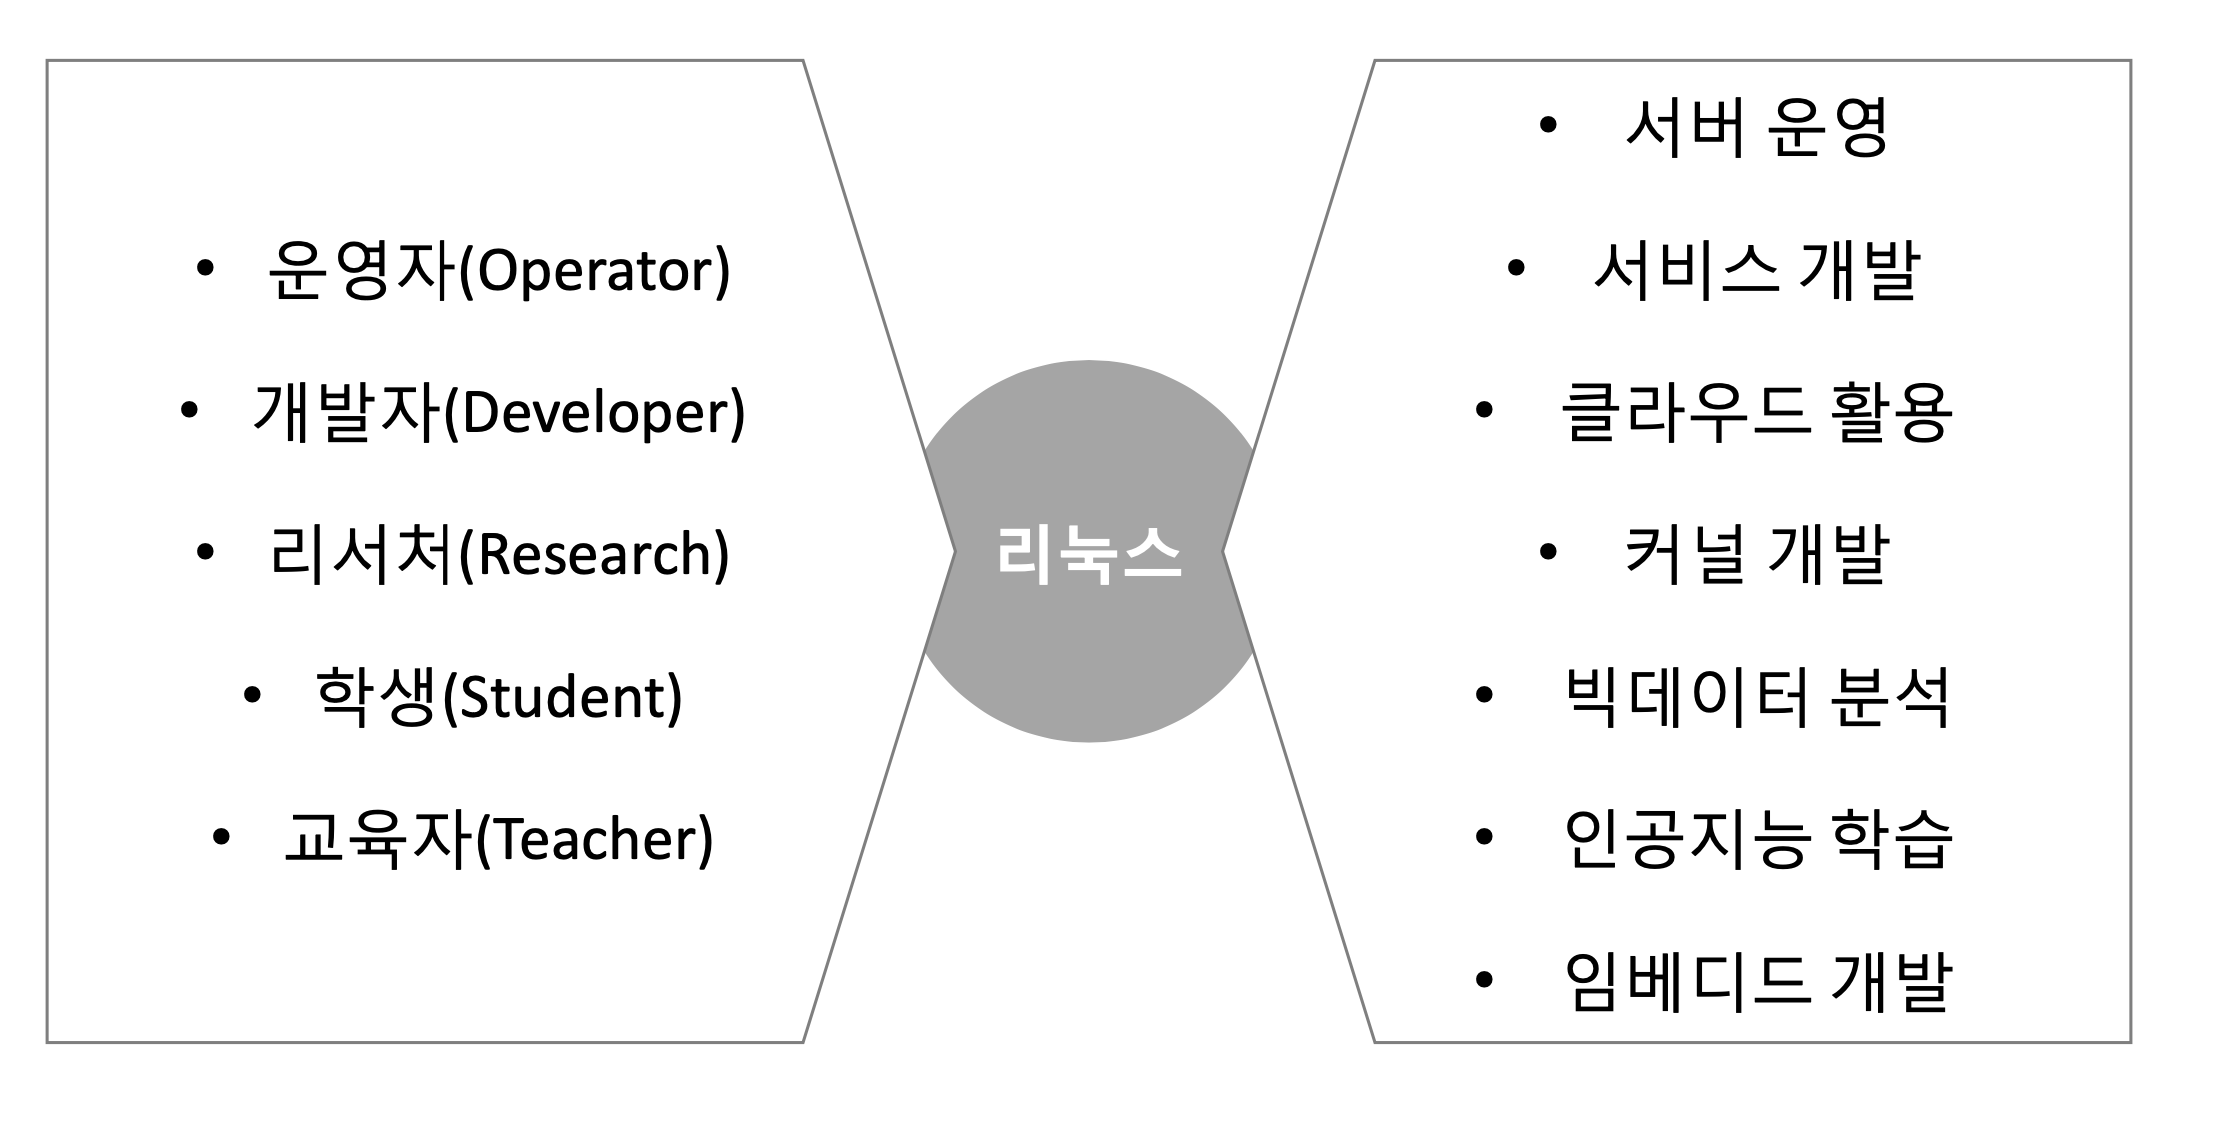 • 운영자(Operator)
• 개발자(Developer)
• 리서처(Research)
• 학생(Student)
• 교육자(Teacher)
리눅스
• 서버 운영
• 서비스 개발
• 클라우드 활용
• 커널 개발
• 빅데이터 분석
• 인공지능 학습
• 임베디드 개발